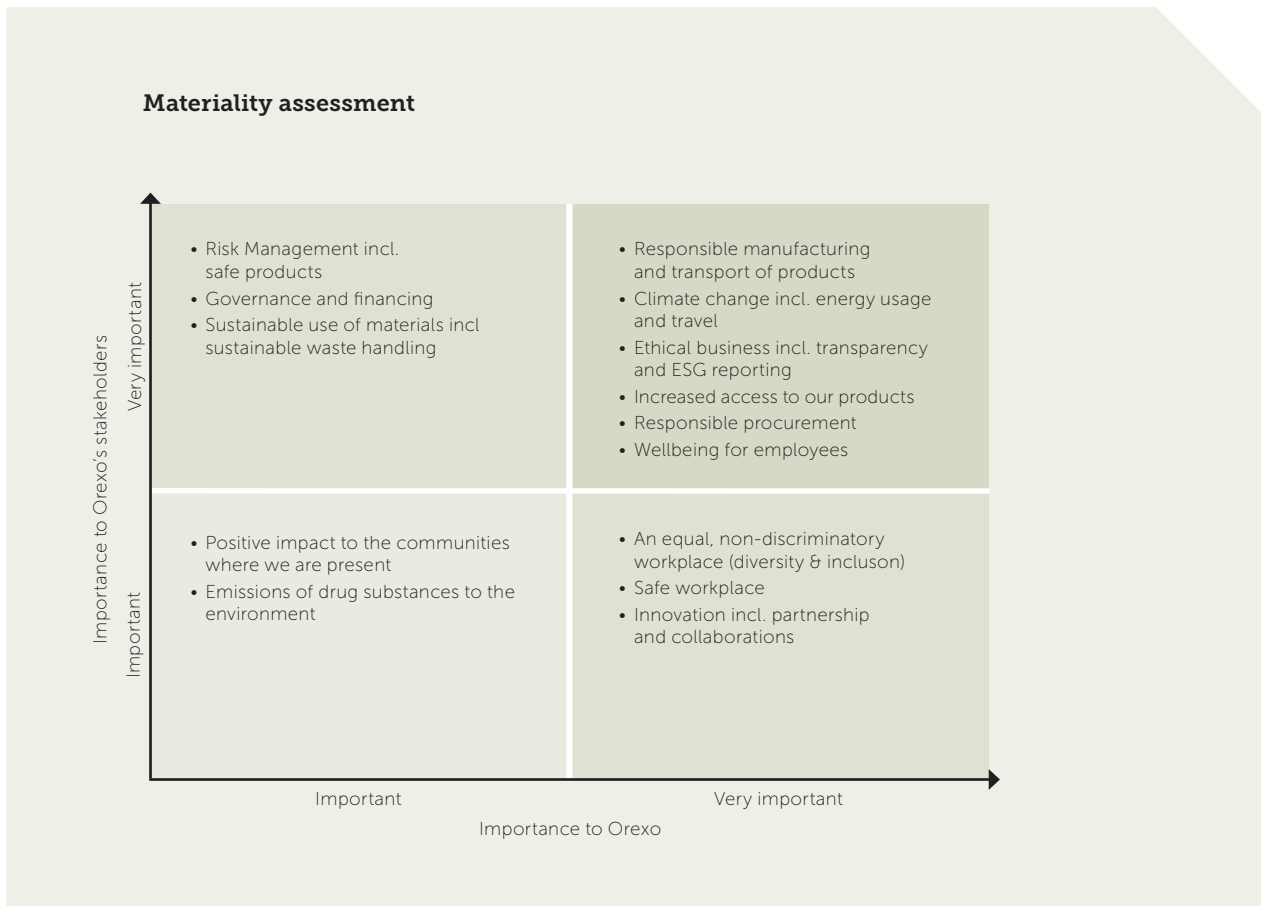 Materiality assessment
Importance to Orexo's stakeholders
Very important
Important
• Risk Management incl.
safe products
• Governance and financing
• Sustainable use of materials incl
sustainable waste handling
• Responsible manufacturing
and transport of products
• Climate change incl. energy usage
and travel
• Ethical business incl. transparency
and ESG reporting
• Increased access to our products
• Responsible procurement
• Wellbeing for employees
• Positive impact to the communities
where we are present
• Emissions of drug substances to the
environment
• An equal, non-discriminatory
workplace (diversity & incluson)
• Safe workplace
• Innovation incl. partnership
and collaborations
Important
Very important
Importance to Orexo